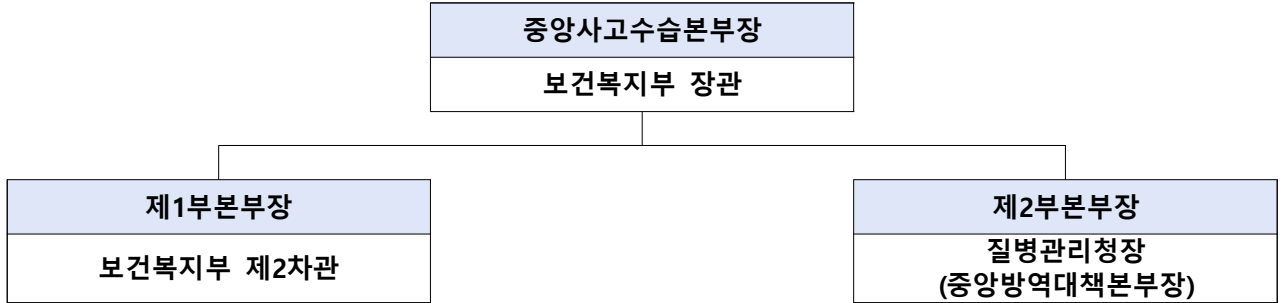 중앙사고수습본부장
보건복지부 장관
제1부본부장
보건복지부 제2차관
제2부본부장
질병관리청장
(중앙방역대책본부장)